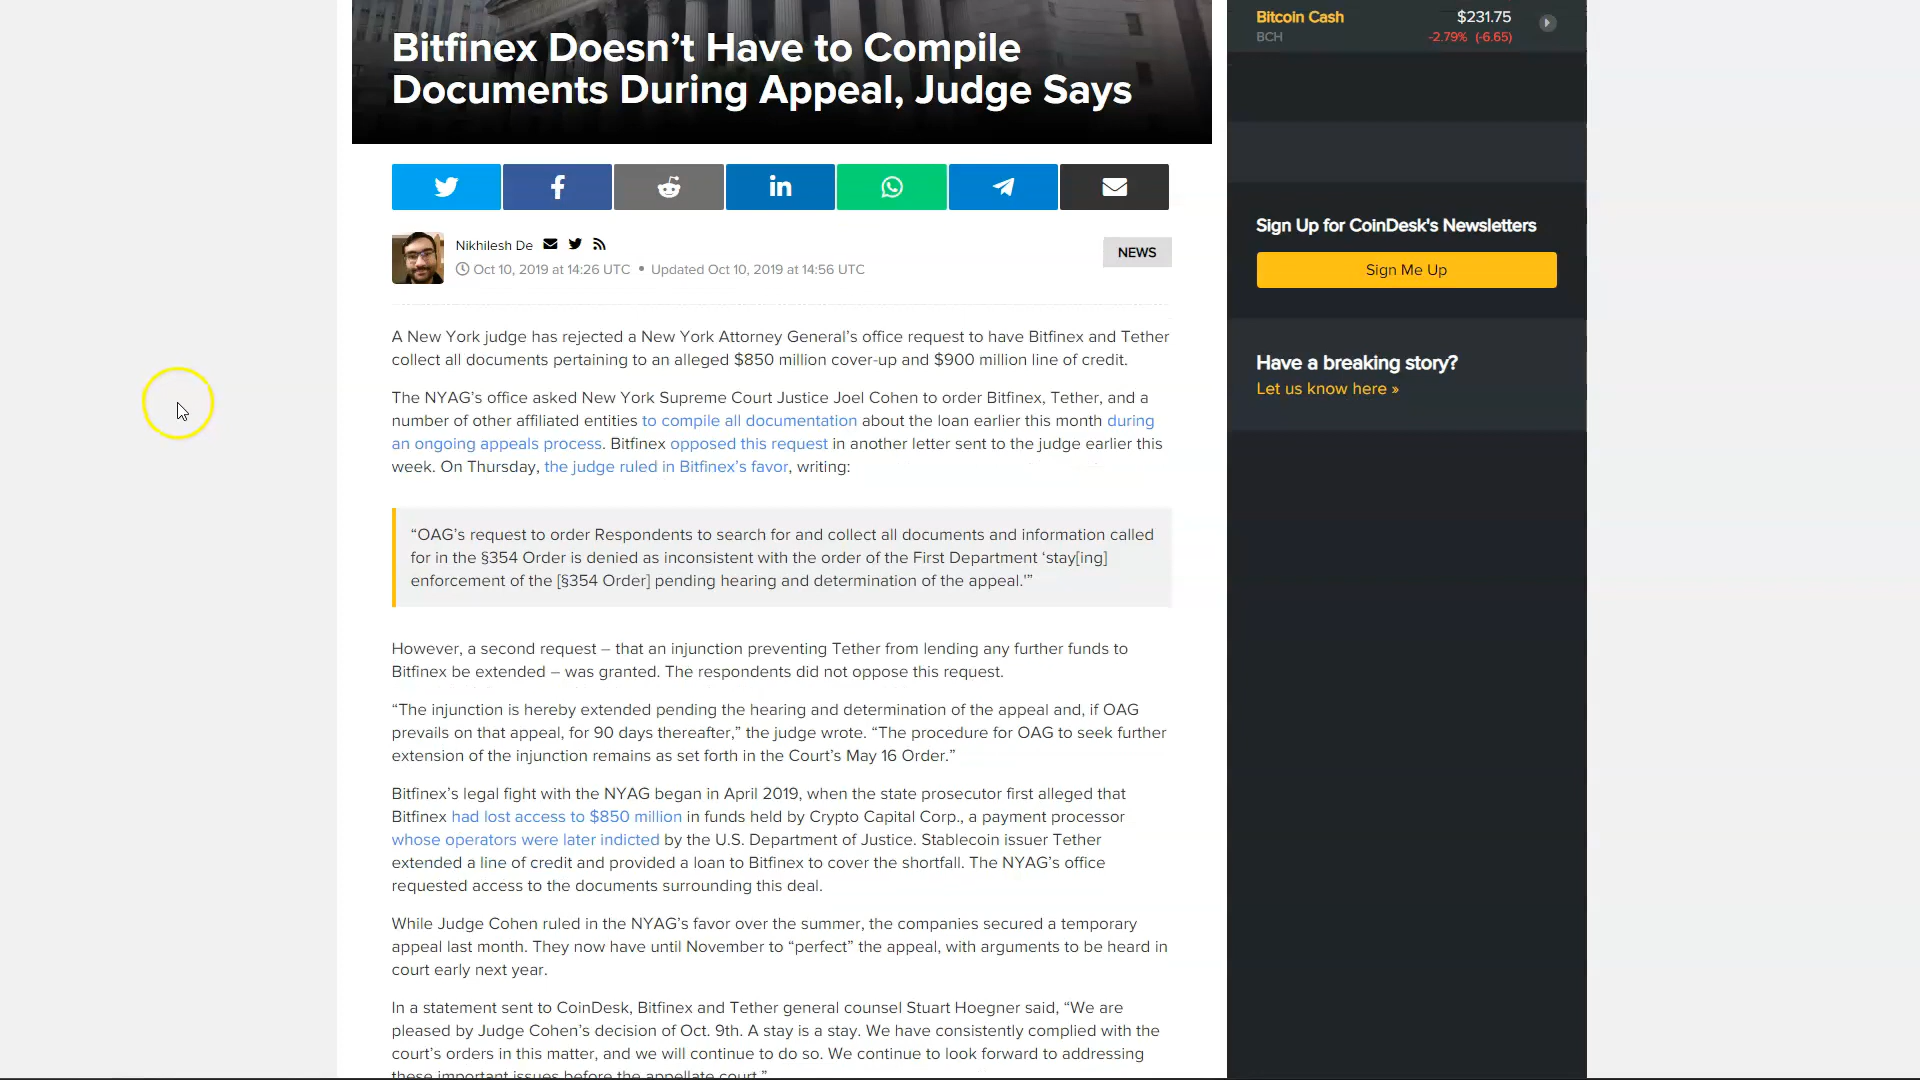 Bitfinex Doesn’t Have to Compile
Documents During Appeal, Judge Says
Nikhilesh De
Oct 10, 2019 at 14:26 UTC • Updated Oct 10, 2019 at 14:56 UTC
NEWS
A New York judge has rejected a New York Attorney General’s office request to have Bitfinex and Tether
collect all documents pertaining to an alleged $850 million cover-up and $900 million line of credit.
The NYAG’s office asked New York Supreme Court Justice Joel Cohen to order Bitfinex, Tether, and a
number of other affiliated entities to compile all documentation about the loan earlier this month during
an ongoing appeals process. Bitfinex opposed this request in another letter sent to the judge earlier this
week. On Thursday, the judge ruled in Bitfinex’s favor, writing:
“OAG’s request to order Respondents to search for and collect all documents and information called
for in the §354 Order is denied as inconsistent with the order of the First Department ‘stay[ing]
enforcement of the [§354 Order] pending hearing and determination of the appeal.'”
However, a second request – that an injunction preventing Tether from lending any further funds to
Bitfinex be extended – was granted. The respondents did not oppose this request.
“The injunction is hereby extended pending the hearing and determination of the appeal and, if OAG
prevails on that appeal, for 90 days thereafter,” the judge wrote. “The procedure for OAG to seek further
extension of the injunction remains as set forth in the Court’s May 16 Order.”
Bitfinex’s legal fight with the NYAG began in April 2019, when the state prosecutor first alleged that
Bitfinex had lost access to $850 million in funds held by Crypto Capital Corp., a payment processor
whose operators were later indicted by the U.S. Department of Justice. Stablecoin issuer Tether
extended a line of credit and provided a loan to Bitfinex to cover the shortfall. The NYAG’s office
requested access to the documents surrounding this deal.
While Judge Cohen ruled in the NYAG’s favor over the summer, the companies secured a temporary
appeal last month. They now have until November to “perfect” the appeal, with arguments to be heard in
court early next year.
In a statement sent to CoinDesk, Bitfinex and Tether general counsel Stuart Hoegner said, “We are
pleased by Judge Cohen’s decision of Oct. 9th. A stay is a stay. We have consistently complied with the
court’s orders in this matter, and we will continue to do so. We continue to look forward to addressing
these important issues before the appellate court.”
Bitcoin Cash $231.75
BCH -2.79% (-6.65)
Sign Up for CoinDesk's Newsletters
Sign Me Up
Have a breaking story?
Let us know here »